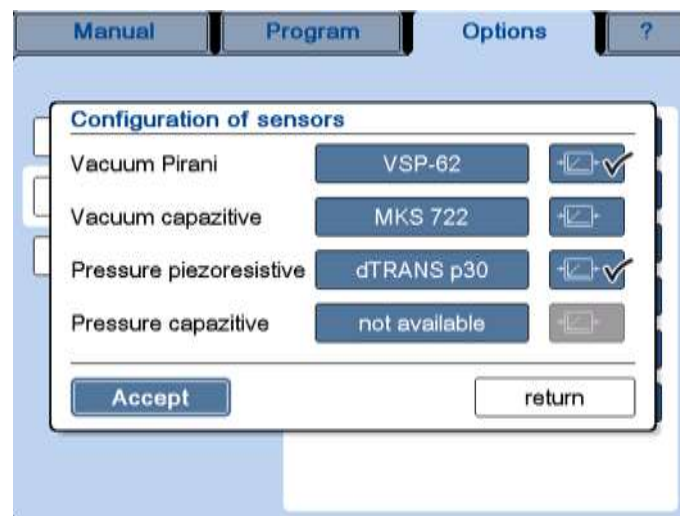 Manual Program Options ?
Configuration of sensors
Vacuum Pirani VSP-62
Vacuum capazitive MKS 722
Pressure piezoresistive dTRANS p30
Pressure capazitive not available
Accept return